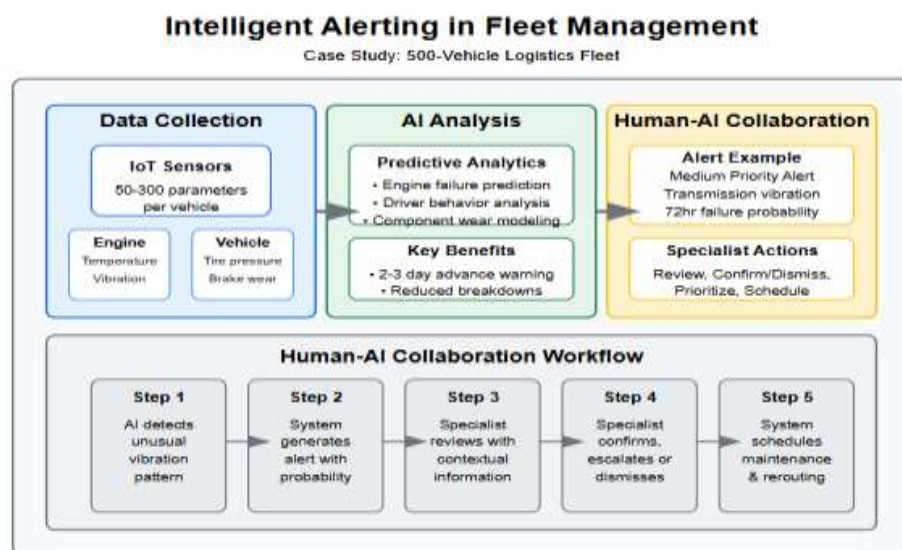 Intelligent Alerting in Fleet Management
Case Study: 500-Vehicle Logistics Fleet
Data Collection
IoT Sensors
50-300 parameters
per vehicle
Engine
Temperature
Vibration
Vehicle
Tire pressure
Brake wear
AI Analysis
Predictive Analytics
• Engine failure prediction
• Driver behavior analysis
• Component wear modeling
Key Benefits
• 2-3 day advance warning
• Reduced breakdowns
Human-AI Collaboration
Alert Example
Medium Priority Alert
Transmission vibration
72hr failure probability
Specialist Actions
Review, Confirm/Dismiss,
Prioritize, Schedule
Human-AI Collaboration Workflow
Step 1
AI detects
unusual
vibration
pattern
Step 2
System
generates
alert with
probability
Step 3
Specialist
reviews with
contextual
information
Step 4
Specialist
confirms,
escalates or
dismisses
Step 5
System
schedules
maintenance
& rerouting